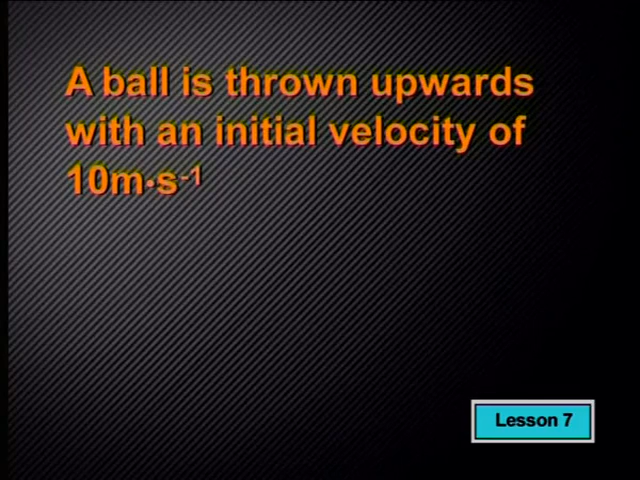 A ball is thrown upwards
with an initial velocity of
10m·s⁻¹
Lesson 7